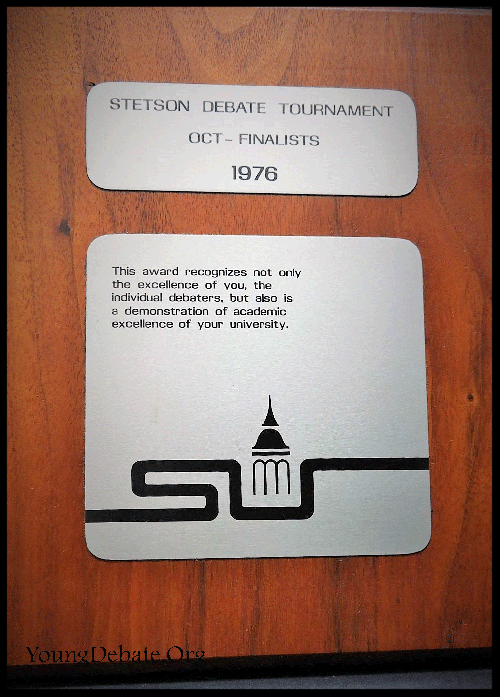 STETSON DEBATE TOURNAMENT
OCT- FINALISTS
1976
This award recognizes not only
the excellence of you, the
individual debaters, but also is
a demonstration of academic
excellence of your university.
SU
YoungDebate.Org